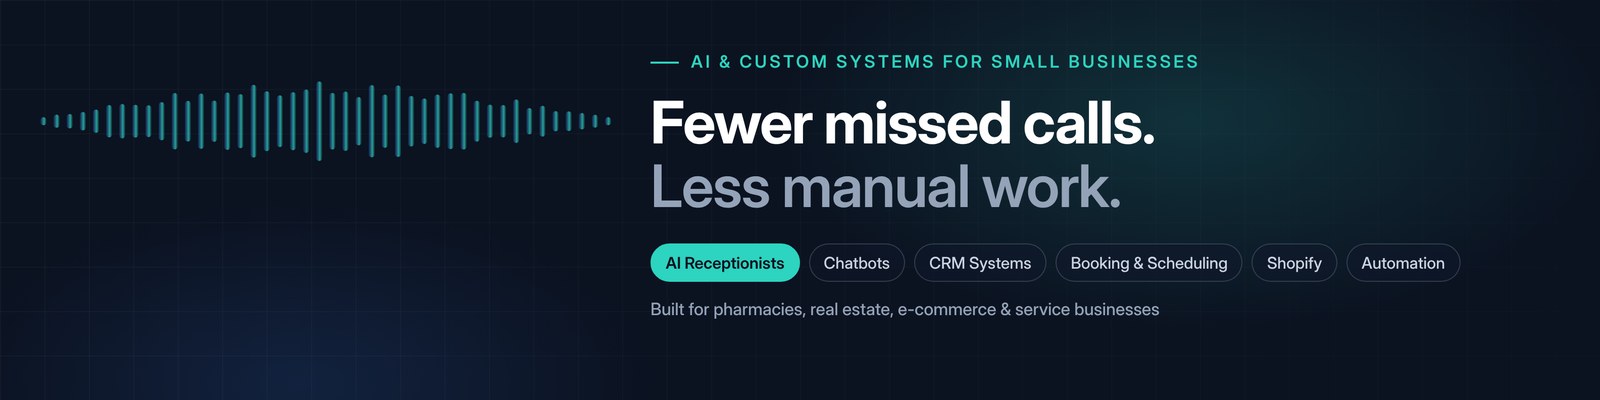 AI & CUSTOM SYSTEMS FOR SMALL BUSINESSES
Fewer missed calls.
Less manual work.
AI Receptionists Chatbots CRM Systems Booking & Scheduling Shopify Automation
Built for pharmacies, real estate, e-commerce & service businesses